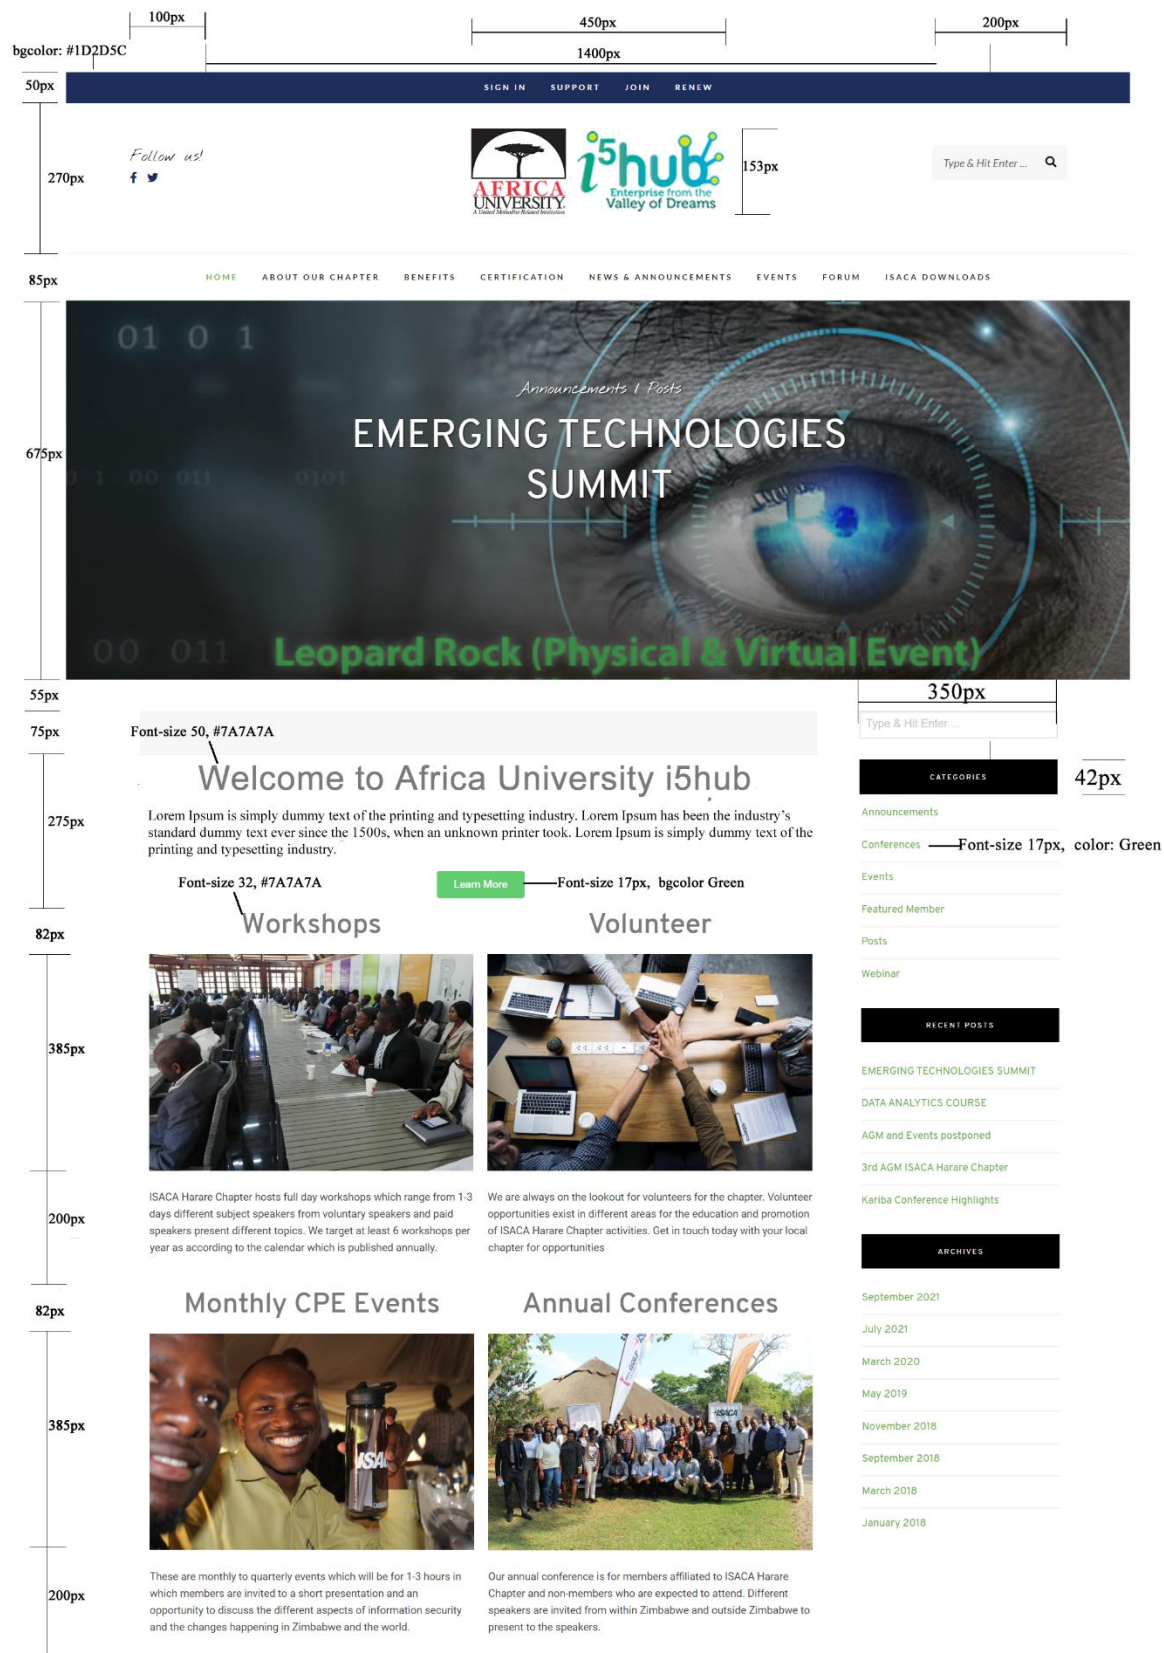 100px
450px
200px
bgcolor: #1D2D5C
1400px
50px
SIGN IN SUPPORT JOIN RENEW
Follow us!
270px
AFRICA
UNIVERSITY
A United Methodist-Related Institution
i5hub
Enterprise from the
Valley of Dreams
153px
Type & Hit Enter ...
85px
HOME ABOUT OUR CHAPTER BENEFITS CERTIFICATION NEWS & ANNOUNCEMENTS EVENTS FORUM ISACA DOWNLOADS
01 0 1
Announcements / Posts
EMERGING TECHNOLOGIES
SUMMIT
675px
1 00 011 0101
00 011
Leopard Rock (Physical & Virtual Event)
55px
350px
75px
Font-size 50, #7A7A7A
Type & Hit Enter ...
Welcome to Africa University i5hub
CATEGORIES
42px
275px
Lorem Ipsum is simply dummy text of the printing and typesetting industry. Lorem Ipsum has been the industry's
standard dummy text ever since the 1500s, when an unknown printer took. Lorem Ipsum is simply dummy text of the
printing and typesetting industry.
Announcements
Conferences
Font-size 17px, color: Green
Events
Featured Member
Posts
Webinar
Font-size 32, #7A7A7A
Learn More
Font-size 17px, bgcolor Green
82px
Workshops
Volunteer
385px
RECENT POSTS
EMERGING TECHNOLOGIES SUMMIT
DATA ANALYTICS COURSE
AGM and Events postponed
3rd AGM ISACA Harare Chapter
Kariba Conference Highlights
200px
ISACA Harare Chapter hosts full day workshops which range from 1-3
days different subject speakers from voluntary speakers and paid
speakers present different topics. We target at least 6 workshops per
year as according to the calendar which is published annually.
We are always on the lookout for volunteers for the chapter. Volunteer
opportunities exist in different areas for the education and promotion
of ISACA Harare Chapter activities. Get in touch today with your local
chapter for opportunities
ARCHIVES
September 2021
July 2021
March 2020
May 2019
November 2018
September 2018
March 2018
January 2018
82px
Monthly CPE Events
Annual Conferences
385px
ISACA
GOLF
ISACA
200px
These are monthly to quarterly events which will be for 1-3 hours in
which members are invited to a short presentation and an
opportunity to discuss the different aspects of information security
and the changes happening in Zimbabwe and the world.
Our annual conference is for members affiliated to ISACA Harare
Chapter and non-members who are expected to attend. Different
speakers are invited from within Zimbabwe and outside Zimbabwe to
present to the speakers.